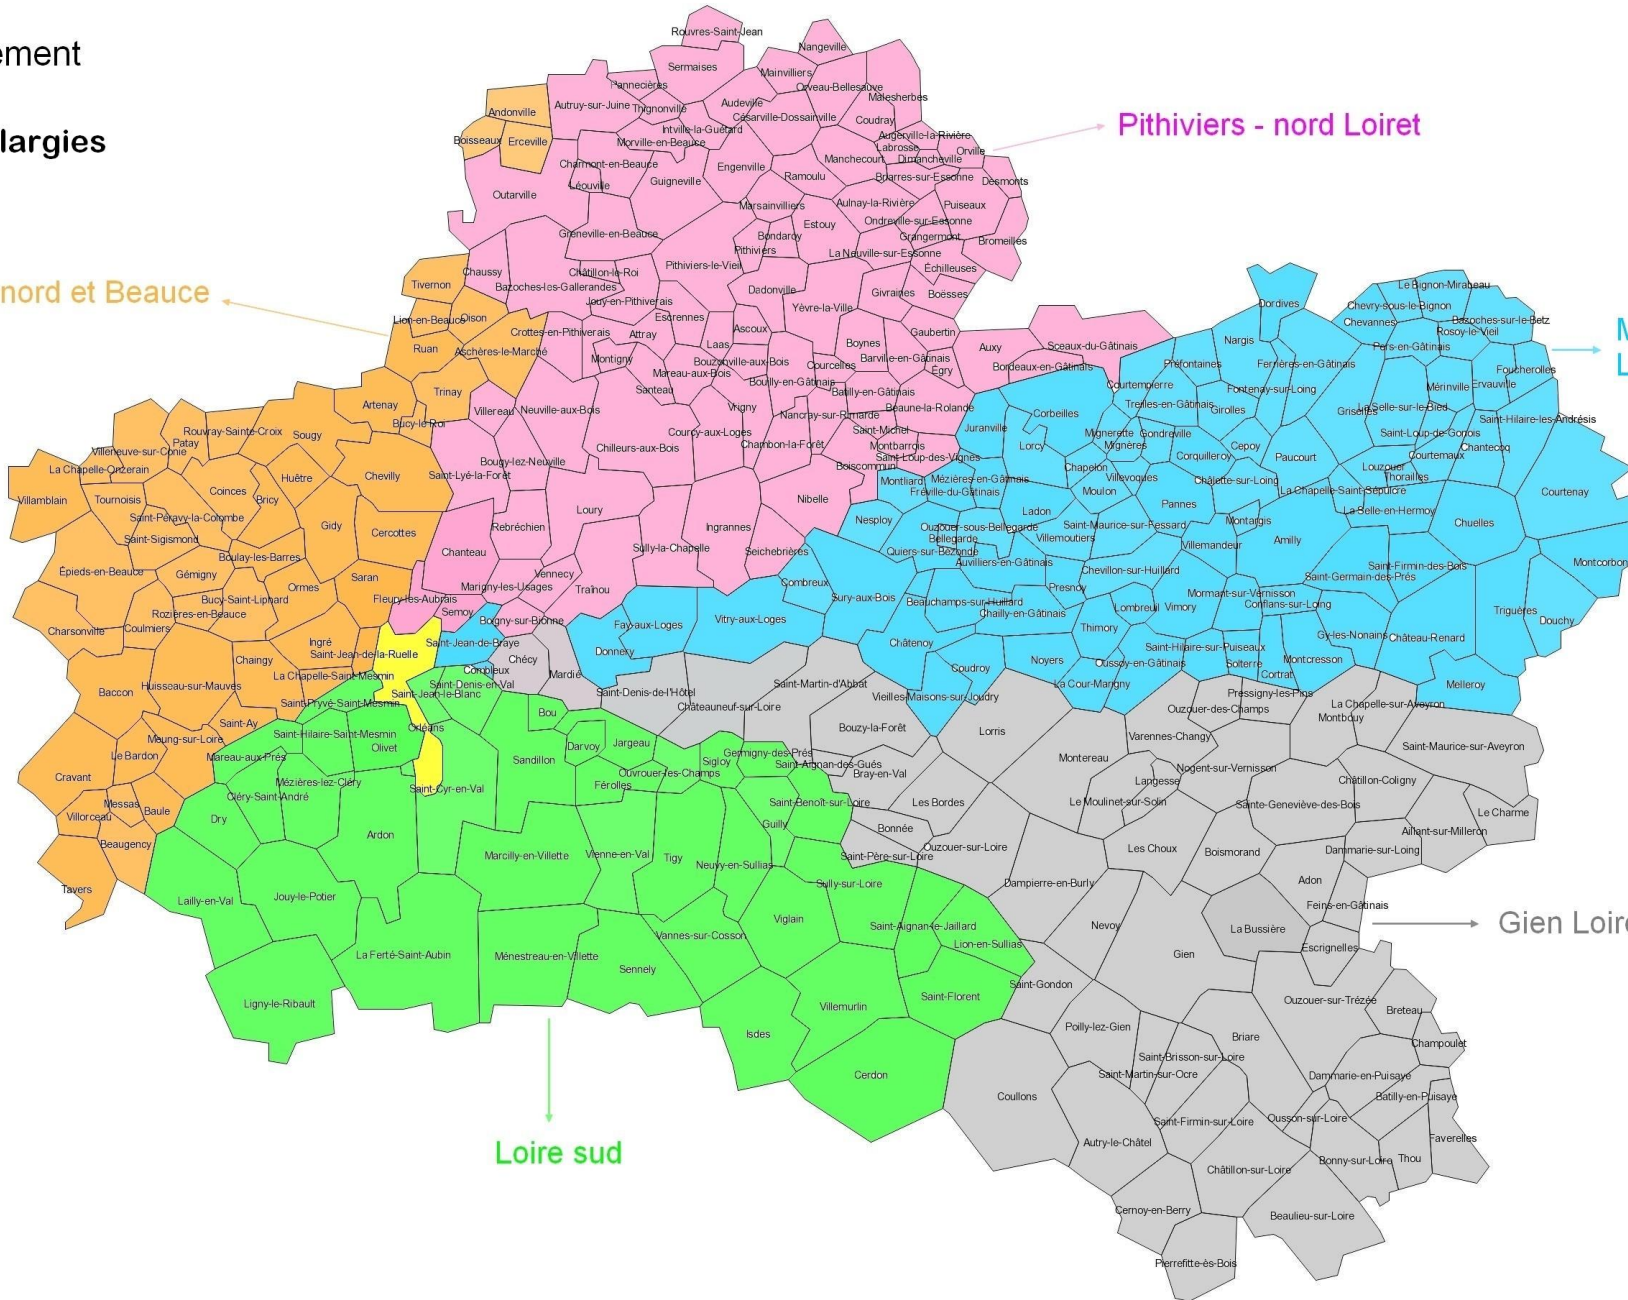 ement
largies
Pithiviers - nord Loiret
nord et Beauce
M
L
Gien Loire
Loire sud
Rouvres-Saint-Jean
Nangeville
Sermaises
Mainvilliers
Pannecières
Orveau-Bellesauve
Malesherbes
Andonville
Autruy-sur-Juine
Thignonville
Audeville
Césarville-Dossainville
Coudray
Intville-la-Guétard
Augerville-la-Rivière
Boisseaux
Erceville
Morville-en-Beauce
Labrosse
Orville
Manchecourt
Dimancheville
Charmont-en-Beauce
Engenville
Ramoulu
Briarres-sur-Essonne
Desmonts
Léouville
Guigneville
Outarville
Marsainvilliers
Aulnay-la-Rivière
Puiseaux
Estouy
Ondreville-sur-Essonne
Greneville-en-Beauce
Bondaroy
Grangermont
Bromeilles
Pithiviers
La Neuville-sur-Essonne
Chaussy
Châtillon-le-Roi
Pithiviers-le-Vieil
Échilleuses
Tivernon
Bazoches-les-Gallerandes
Dadonville
Givraines
Boësses
Jouy-en-Pithiverais
Yèvre-la-Ville
Lion-en-Beauce
Oison
Escrennes
Crottes-en-Pithiverais
Attray
Ascoux
Gaubertin
Ruan
Aschères-le-Marché
Laas
Boynes
Auxy
Sceaux-du-Gâtinais
Montigny
Bouzonville-aux-Bois
Courcelles
Barville-en-Gâtinais
Bordeaux-en-Gâtinais
Mareau-aux-Bois
Égry
Trinay
Santeau
Bouilly-en-Gâtinais
Batilly-en-Gâtinais
Artenay
Villereau
Neuville-aux-Bois
Vrigny
Nancray-sur-Rimarde
Beaune-la-Rolande
Bucy-le-Roi
Courcy-aux-Loges
Saint-Michel
Chilleurs-aux-Bois
Chambon-la-Forêt
Montbarrois
Saint-Loup-des-Vignes
Boiscommun
Bougy-lez-Neuville
Saint-Lyé-la-Forêt
Nibelle
Loury
Rebréchien
Ingrannes
Chanteau
Sully-la-Chapelle
Seichebrières
Vennecy
Marigny-les-Usages
Traînou
Fleury-les-Aubrais
Semoy
Boigny-sur-Bionne
Rouvray-Sainte-Croix
Sougy
Patay
Villeneuve-sur-Conie
La Chapelle-Onzerain
Huêtre
Chevilly
Villamblain
Tournoisis
Coinces
Bricy
Saint-Péravy-la-Colombe
Gidy
Cercottes
Saint-Sigismond
Boulay-les-Barres
Épieds-en-Beauce
Gémigny
Saran
Ormes
Bucy-Saint-Liphard
Rozières-en-Beauce
Charsonville
Coulmiers
Ingré
Saint-Jean-de-la-Ruelle
Chaingy
La Chapelle-Saint-Mesmin
Baccon
Huisseau-sur-Mauves
Saint-Ay
Meung-sur-Loire
Le Bardon
Cravant
Messas
Baule
Villorceau
Beaugency
Tavers
Saint-Jean-de-Braye
Combleux
Chécy
Mardié
Saint-Denis-en-Val
Saint-Jean-le-Blanc
Saint-Pryvé-Saint-Mesmin
Orléans
Bou
Saint-Hilaire-Saint-Mesmin
Olivet
Darvoy
Jargeau
Mareau-aux-Prés
Sandillon
Sigloy
Germigny-des-Prés
Saint-Aignan-des-Gués
Ouvrouer-les-Champs
Mézières-lez-Cléry
Férolles
Saint-Cyr-en-Val
Cléry-Saint-André
Saint-Benoît-sur-Loire
Dry
Guilly
Ardon
Marcilly-en-Villette
Vienne-en-Val
Tigy
Neuvy-en-Sullias
Sully-sur-Loire
Lailly-en-Val
Jouy-le-Potier
Viglain
Saint-Aignan-le-Jaillard
Vannes-sur-Cosson
Lion-en-Sullias
La Ferté-Saint-Aubin
Ménestreau-en-Villette
Sennely
Ligny-le-Ribault
Saint-Florent
Villemurlin
Isdes
Cerdon
Dordives
Le Bignon-Mirabeau
Chevry-sous-le-Bignon
Chevannes
Bazoches-sur-le-Betz
Rosoy-le-Vieil
Nargis
Pers-en-Gâtinais
Préfontaines
Ferrières-en-Gâtinais
Foucherolles
Courtempierre
Fontenay-sur-Loing
Mérinville
Ervauville
Treilles-en-Gâtinais
Girolles
Griselles
La Selle-sur-le-Bied
Corbeilles
Saint-Hilaire-les-Andrésis
Juranville
Mignerette
Gondreville
Saint-Loup-de-Gonois
Lorcy
Mignères
Cepoy
Chantecoq
Corquilleroy
Paucourt
Courtemaux
Chapelon
Louzouer
Thorailles
Montliard
Mézières-en-Gâtinais
Villevoques
Châlette-sur-Loing
Fréville-du-Gâtinais
Moulon
La Chapelle-Saint-Sépulcre
Courtenay
Pannes
Ladon
La Selle-en-Hermoy
Nesploy
Ouzouer-sous-Bellegarde
Saint-Maurice-sur-Fessard
Montargis
Chuelles
Bellegarde
Villemoutiers
Amilly
Quiers-sur-Bézonde
Villemandeur
Auvilliers-en-Gâtinais
Chevillon-sur-Huillard
Saint-Firmin-des-Bois
Montcorbon
Saint-Germain-des-Prés
Combreux
Presnoy
Sury-aux-Bois
Beauchamps-sur-Huillard
Mormant-sur-Vernisson
Lombreuil
Vimory
Conflans-sur-Loing
Triguères
Chailly-en-Gâtinais
Fay-aux-Loges
Vitry-aux-Loges
Thimory
Douchy
Gy-les-Nonains
Château-Renard
Châtenoy
Donnery
Saint-Hilaire-sur-Puiseaux
Noyers
Oussoy-en-Gâtinais
Solterre
Montcresson
Coudroy
Cortrat
La Cour-Marigny
Melleroy
Vieilles-Maisons-sur-Joudry
Saint-Martin-d'Abbat
Saint-Denis-de-l'Hôtel
Pressigny-les-Pins
Châteauneuf-sur-Loire
Ouzouer-des-Champs
La Chapelle-sur-Aveyron
Montbouy
Bouzy-la-Forêt
Lorris
Varennes-Changy
Saint-Maurice-sur-Aveyron
Montereau
Bray-en-Val
Nogent-sur-Vernisson
Langesse
Châtillon-Coligny
Les Bordes
Le Moulinet-sur-Solin
Sainte-Geneviève-des-Bois
Le Charme
Bonnée
Aillant-sur-Milleron
Ouzouer-sur-Loire
Les Choux
Boismorand
Dammarie-sur-Loing
Saint-Père-sur-Loire
Dampierre-en-Burly
Adon
Feins-en-Gâtinais
Nevoy
La Bussière
Gien
Escrignelles
Saint-Gondon
Ouzouer-sur-Trézée
Breteau
Poilly-lez-Gien
Briare
Champoulet
Saint-Brisson-sur-Loire
Saint-Martin-sur-Ocre
Dammarie-en-Puisaye
Coullons
Batilly-en-Puisaye
Saint-Firmin-sur-Loire
Ousson-sur-Loire
Faverelles
Autry-le-Châtel
Bonny-sur-Loire
Thou
Châtillon-sur-Loire
Cernoy-en-Berry
Beaulieu-sur-Loire
Pierrefitte-ès-Bois